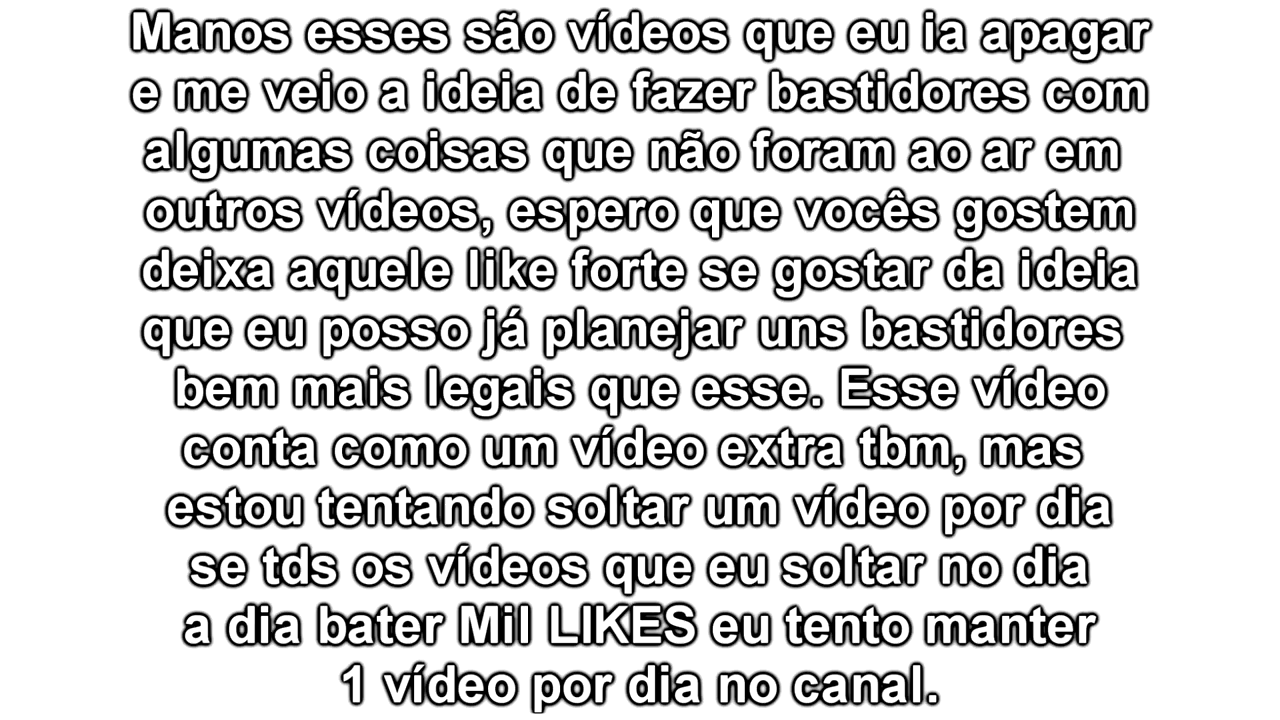 Manos esses são vídeos que eu ia apagar
e me veio a ideia de fazer bastidores com
algumas coisas que não foram ao ar em
outros vídeos, espero que vocês gostem
deixa aquele like forte se gostar da ideia
que eu posso já planejar uns bastidores
bem mais legais que esse. Esse vídeo
conta como um vídeo extra tbm, mas
estou tentando soltar um vídeo por dia
se tds os vídeos que eu soltar no dia
a dia bater Mil LIKES eu tento manter
1 vídeo por dia no canal.